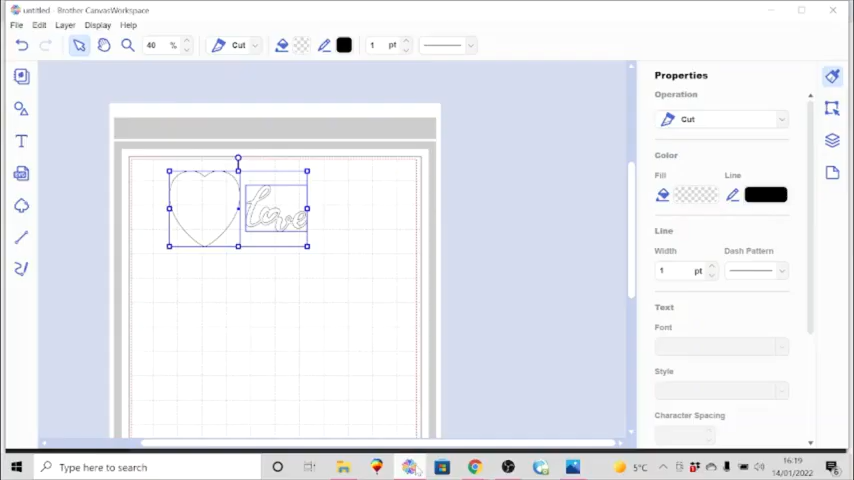 untitled - Brother CanvasWorkspace
File Edit Layer Display Help
40 % Cut 1 pt
Properties
Operation
Cut
Color
Fill Line
Line
Width Dash Pattern
1 pt
Text
Font
Style
Character Spacing
Love
Type here to search
5°C
16:19
14/01/2022
6